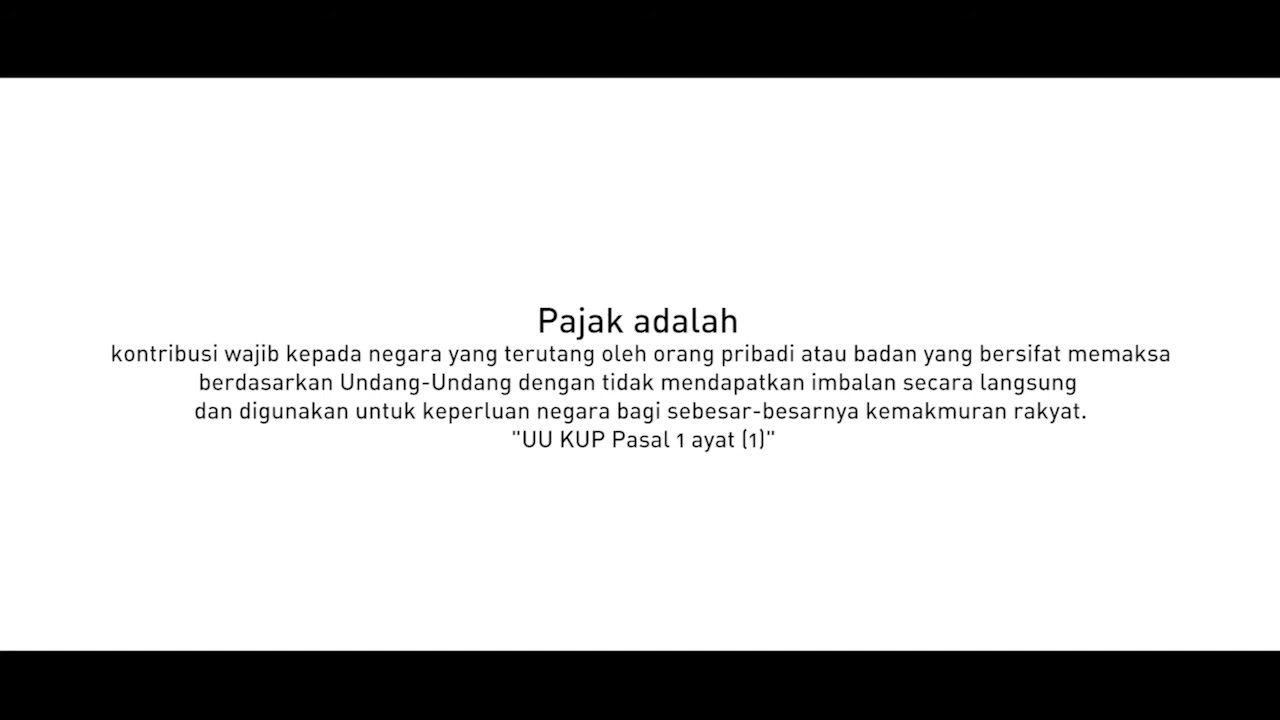 Pajak adalah
kontribusi wajib kepada negara yang terutang oleh orang pribadi atau badan yang bersifat memaksa
berdasarkan Undang-Undang dengan tidak mendapatkan imbalan secara langsung
dan digunakan untuk keperluan negara bagi sebesar-besarnya kemakmuran rakyat.
"UU KUP Pasal 1 ayat (1)"